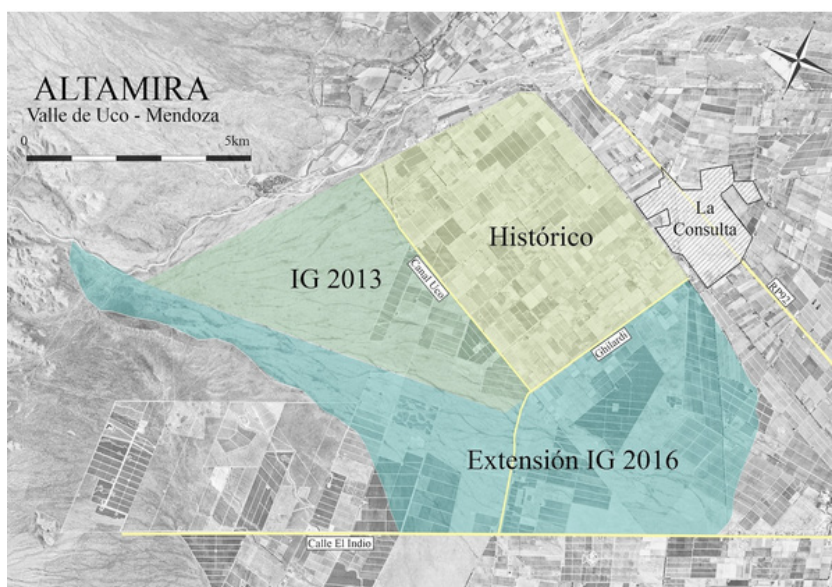 ALTAMIRA
Valle de Uco - Mendoza
0 5km
Histórico
La
Consulta
IG 2013
Canal Uco
RP92
Ghilardi
Extensión IG 2016
Calle El Indio